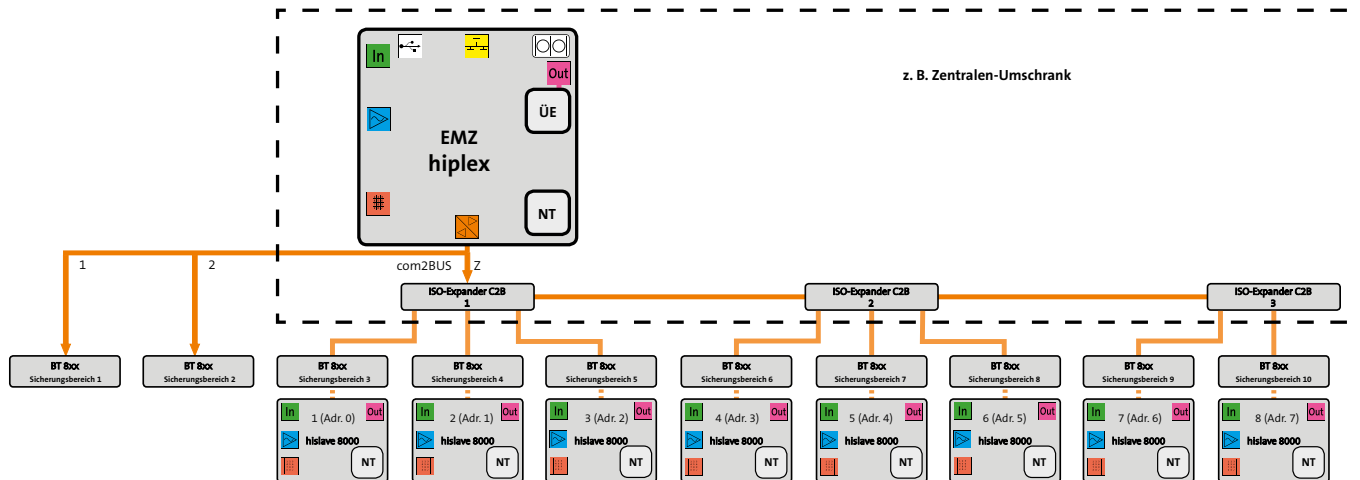 In
Out
z. B. Zentralen-Umschrank
ÜE
EMZ
hiplex
NT
1
2
com2BUS
Z
ISO-Expander C2B
1
ISO-Expander C2B
2
ISO-Expander C2B
3
BT 8xx
Sicherungsbereich 1
BT 8xx
Sicherungsbereich 2
BT 8xx
Sicherungsbereich 3
BT 8xx
Sicherungsbereich 4
BT 8xx
Sicherungsbereich 5
BT 8xx
Sicherungsbereich 6
BT 8xx
Sicherungsbereich 7
BT 8xx
Sicherungsbereich 8
BT 8xx
Sicherungsbereich 9
BT 8xx
Sicherungsbereich 10
In 1 (Adr. 0) Out
hislave 8000
NT
In 2 (Adr. 1) Out
hislave 8000
NT
In 3 (Adr. 2) Out
hislave 8000
NT
In 4 (Adr. 3) Out
hislave 8000
NT
In 5 (Adr. 4) Out
hislave 8000
NT
In 6 (Adr. 5) Out
hislave 8000
NT
In 7 (Adr. 6) Out
hislave 8000
NT
In 8 (Adr. 7) Out
hislave 8000
NT